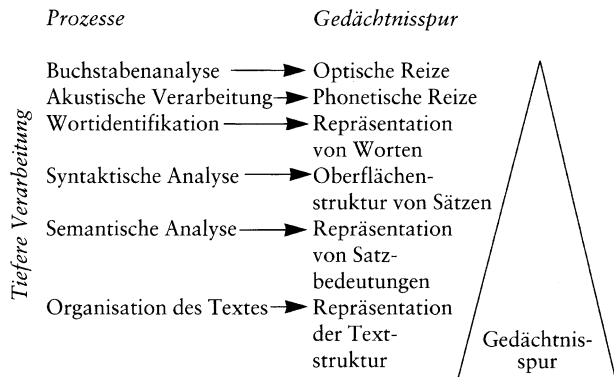 Prozesse Gedächtnisspur
Buchstabenanalyse Optische Reize
Akustische Verarbeitung Phonetische Reize
Wortidentifikation Repräsentation
von Worten
Syntaktische Analyse Oberflächen-
struktur von Sätzen
Semantische Analyse Repräsentation
von Satz-
bedeutungen
Organisation des Textes Repräsentation
der Text-
struktur
Tiefere Verarbeitung
Gedächtnis-
spur